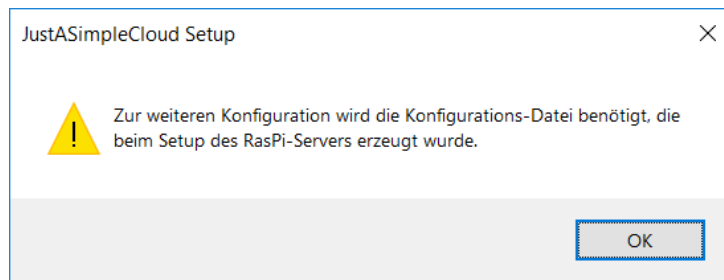 JustASimpleCloud Setup
Zur weiteren Konfiguration wird die Konfigurations-Datei benötigt, die
beim Setup des RasPi-Servers erzeugt wurde.
OK